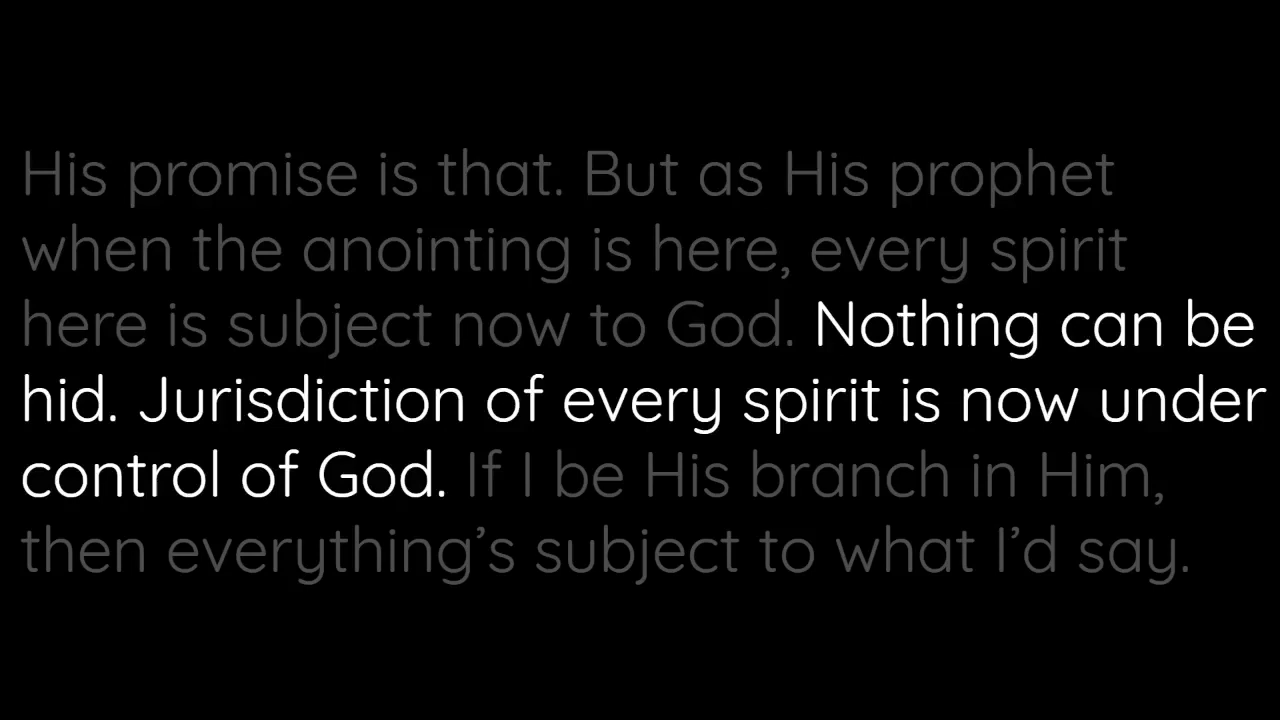 His promise is that. But as His prophet
when the anointing is here, every spirit
here is subject now to God. Nothing can be
hid. Jurisdiction of every spirit is now under
control of God. If I be His branch in Him,
then everything’s subject to what I’d say.